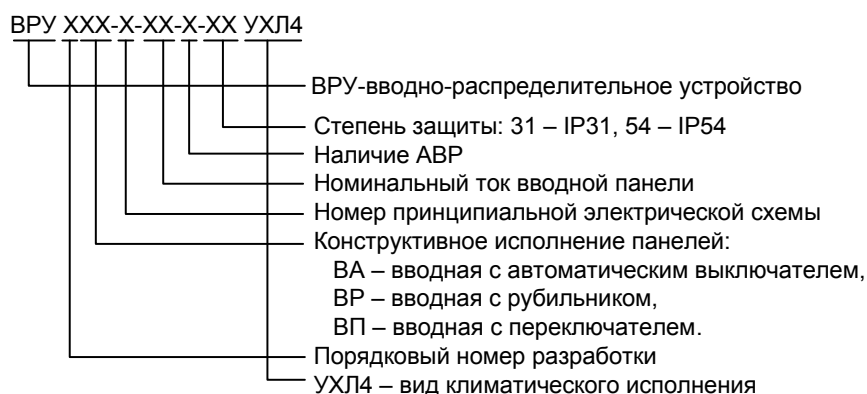 ВРУ ХХХ-Х-ХХ-Х-ХХ УХЛ4
ВРУ-вводно-распределительное устройство
Степень защиты: 31 – IP31, 54 – IP54
Наличие АВР
Номинальный ток вводной панели
Номер принципиальной электрической схемы
Конструктивное исполнение панелей:
ВА – вводная с автоматическим выключателем,
ВР – вводная с рубильником,
ВП – вводная с переключателем.
Порядковый номер разработки
УХЛ4 – вид климатического исполнения